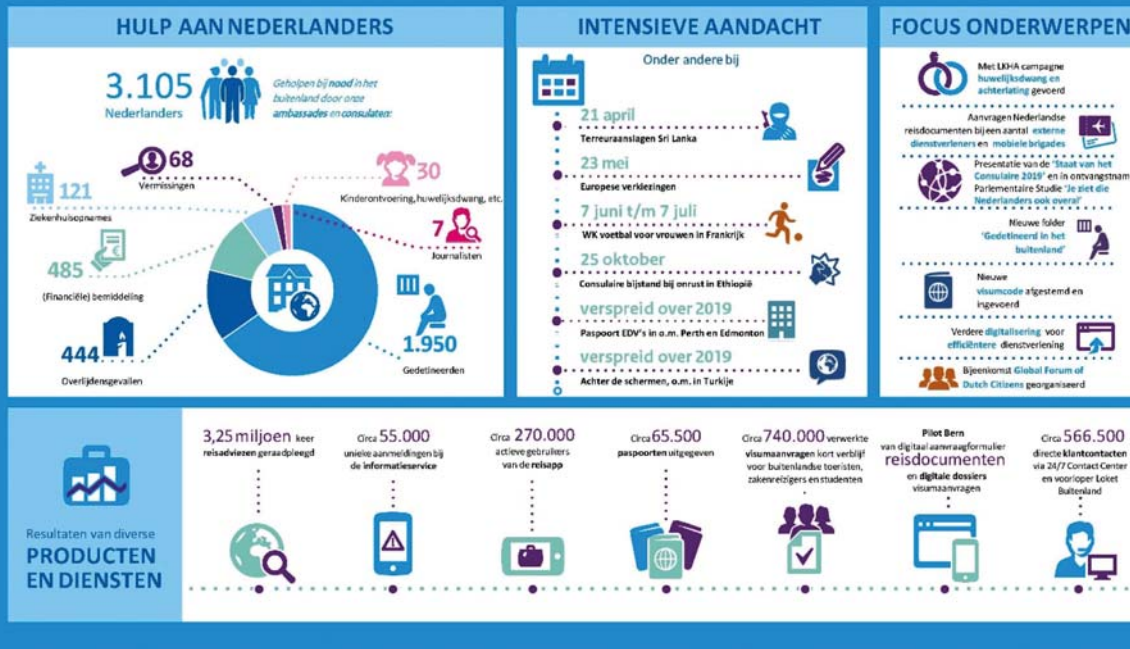 HULP AAN NEDERLANDERS
3.105
Nederlanders
Geholpen bij nood in het
buitenland door onze
ambassades en consulaten:
68
Vermissingen
30
Kinderontvoering, huwelijksdwang, etc.
121
Ziekenhuisopnames
7
Journalisten
485
(Financiële) bemiddeling
444
Overlijdensgevallen
1.950
Gedetineerden
INTENSIEVE AANDACHT
Onder andere bij
21 april
Terreuraanslagen Sri Lanka
23 mei
Europese verkiezingen
7 juni t/m 7 juli
WK voetbal voor vrouwen in Frankrijk
25 oktober
Consulaire bijstand bij onrust in Ethiopië
verspreid over 2019
Paspoort EDV's in o.m. Perth en Edmonton
verspreid over 2019
Achter de schermen, o.m. in Turkije
FOCUS ONDERWERPEN
Met LKHA campagne
huwelijksdwang en
achterlating gevoerd
Aanvragen Nederlandse
reisdocumenten bij een aantal externe
dienstverleners en mobiele brigades
Presentatie van de 'Staat van het
Consulaire 2019' en in ontvangstnam
Parlementaire Studie 'Je ziet die
Nederlanders ook overal'
Nieuwe folder
'Gedetineerd in het
buitenland'
Nieuwe
visumcode afgestemd en
ingevoerd
Verdere digitalisering voor
efficiëntere dienstverlening
Bijeenkomst Global Forum of
Dutch Citizens georganiseerd
Resultaten van diverse
PRODUCTEN
EN DIENSTEN
3,25 miljoen keer
reisadviezen geraadpleegd
Circa 55.000
unieke aanmeldingen bij
de informatieservice
Circa 270.000
actieve gebruikers
van de reisapp
Circa 65.500
paspoorten uitgegeven
Circa 740.000 verwerkte
visumaanvragen kort verblijf
voor buitenlandse toeristen,
zakenreizigers en studenten
Pilot Bern
van digitaal aanvraagformulier
reisdocumenten
en digitale dossiers
visumaanvragen
Circa 566.500
directe klantcontacten
via 24/7 Contact Center
en voorloper Loket
Buitenland